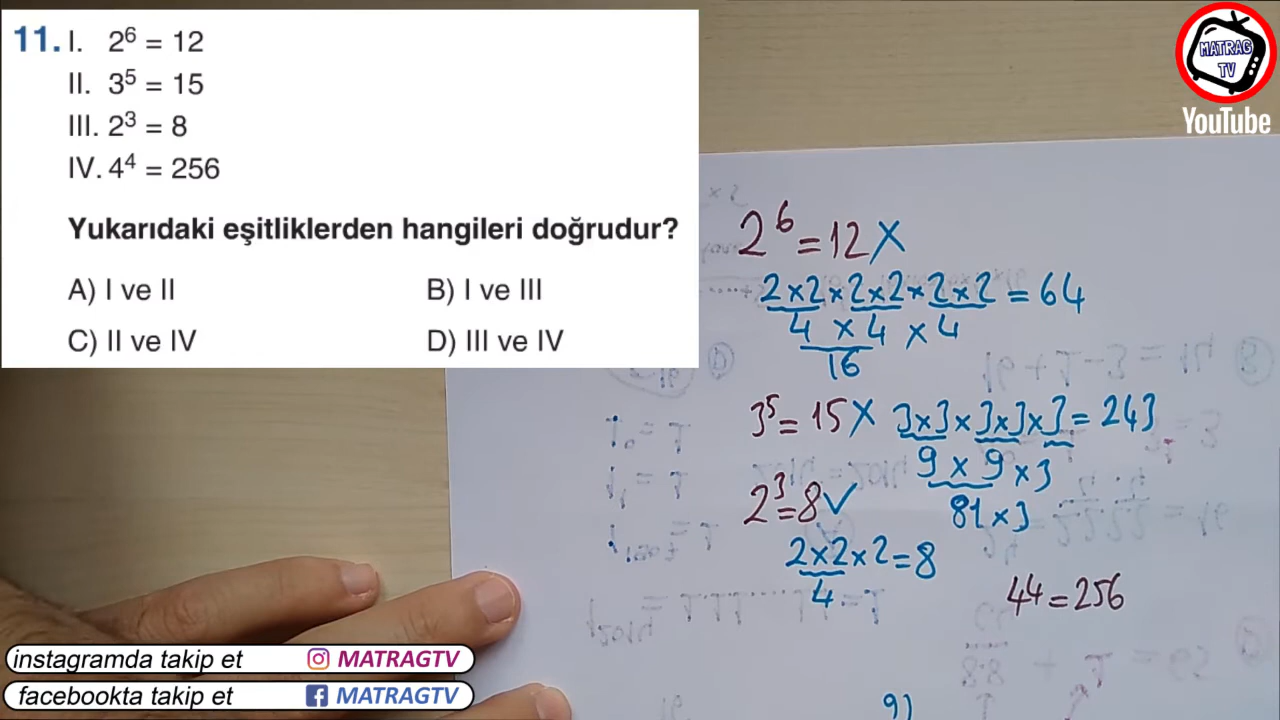 11. I. 2⁶ = 12
II. 3⁵ = 15
III. 2³ = 8
IV. 4⁴ = 256
Yukarıdaki eşitliklerden hangileri doğrudur?
A) I ve II
B) I ve III
C) II ve IV
D) III ve IV
MATRAG
TV
YouTube
2⁶ = 12 X
2×2×2×2×2×2 = 64
4 × 4 × 4
16
3⁵ = 15 X 3×3×3×3×3 = 243
9 × 9 × 3
81 × 3
2³ = 8 ✓
2×2×2 = 8
4
44 = 256
9)
instagramda takip et MATRAGTV
facebookta takip et MATRAGTV